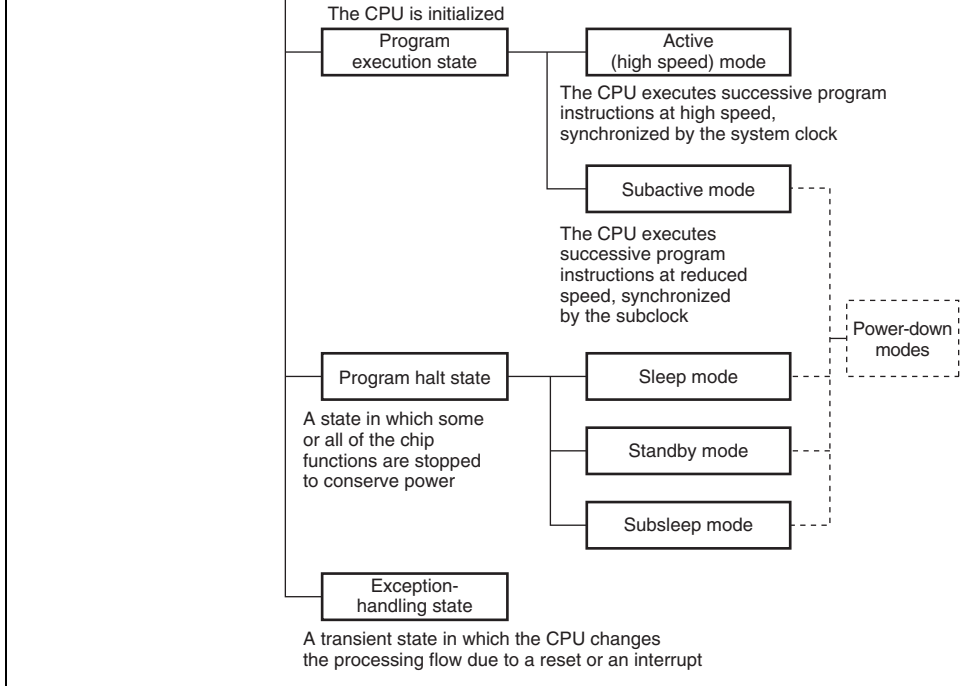 The CPU is initialized
Program
execution state
Active
(high speed) mode
The CPU executes successive program
instructions at high speed,
synchronized by the system clock
Subactive mode
The CPU executes
successive program
instructions at reduced
speed, synchronized
by the subclock
Power-down
modes
Program halt state
Sleep mode
A state in which some
or all of the chip
functions are stopped
to conserve power
Standby mode
Subsleep mode
Exception-
handling state
A transient state in which the CPU changes
the processing flow due to a reset or an interrupt